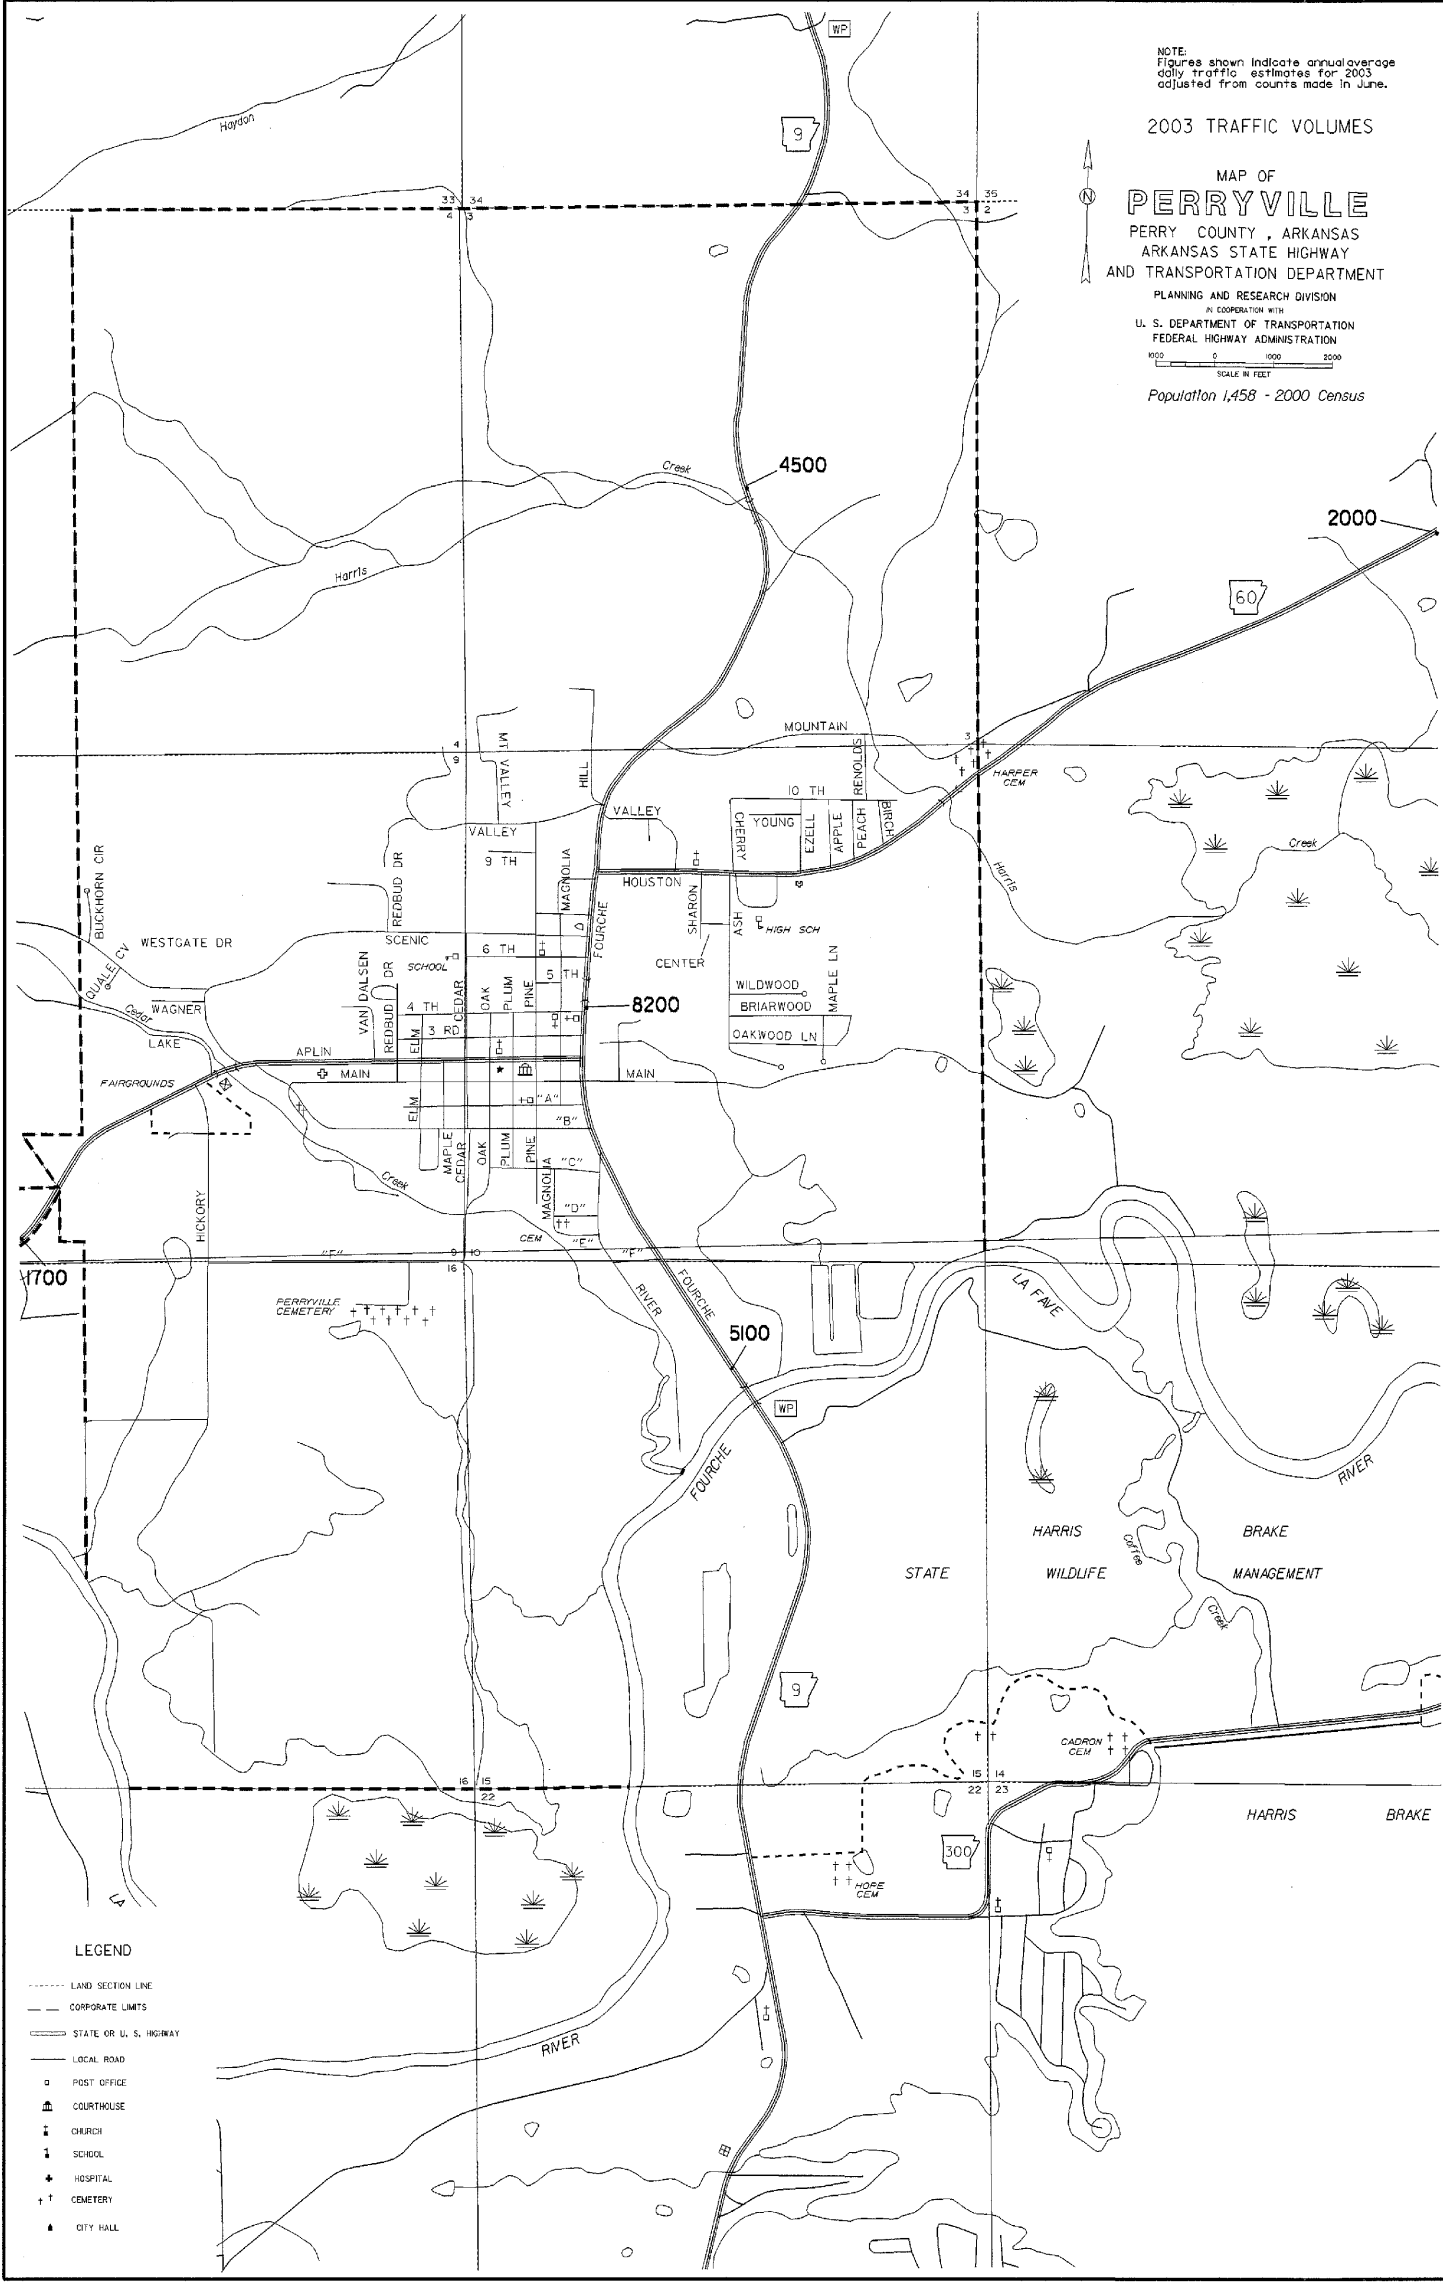 NOTE:
Figures shown indicate annual average
daily traffic estimates for 2003
adjusted from counts made in June.
2003 TRAFFIC VOLUMES
MAP OF
PERRYVILLE
PERRY COUNTY , ARKANSAS
ARKANSAS STATE HIGHWAY
AND TRANSPORTATION DEPARTMENT
PLANNING AND RESEARCH DIVISION
IN COOPERATION WITH
U. S. DEPARTMENT OF TRANSPORTATION
FEDERAL HIGHWAY ADMINISTRATION
1000 0 1000 2000
SCALE IN FEET
Population 1,458 - 2000 Census
N
WP
9
Haydon
33 34
4 3
34 35
3 2
4500
Creek
Harris
2000
60
MOUNTAIN
4
9
3
MT VALLEY
HILL
RENOLDS
HARPER
CEM
10 TH
VALLEY
VALLEY
YOUNG
CHERRY
EZELL
APPLE
PEACH
BIRCH
9 TH
MAGNOLIA
HOUSTON
Harris
Creek
BUCKHORN CIR
REDBUD DR
FOURCHE
SHARON
ASH
HIGH SCH
WESTGATE DR
SCENIC
6 TH
SCHOOL
CENTER
QUALE CV
VAN DALSEN
REDBUD DR
CEDAR
OAK
PLUM
PINE
5 TH
WILDWOOD
BRIARWOOD
MAPLE LN
OAKWOOD LN
WAGNER
Cedar
LAKE
4 TH
3 RD
ELM
8200
APLIN
MAIN
MAIN
FAIRGROUNDS
ELM
"A"
"B"
MAPLE
CEDAR
OAK
PLUM
PINE
"C"
MAGNOLIA
Creek
"D"
HICKORY
CEM
"E"
"F"
9 10
16
"F"
1700
PERRYVILLE
CEMETERY
RIVER
FOURCHE
LA FAVE
5100
WP
FOURCHE
RIVER
HARRIS
BRAKE
Coffee
STATE
WILDLIFE
MANAGEMENT
Creek
9
CADRON
CEM
16 15
22
15 14
22 23
HARRIS
BRAKE
300
HOPE
CEM
LA
RIVER
LEGEND
LAND SECTION LINE
CORPORATE LIMITS
STATE OR U. S. HIGHWAY
LOCAL ROAD
POST OFFICE
COURTHOUSE
CHURCH
SCHOOL
HOSPITAL
CEMETERY
CITY HALL